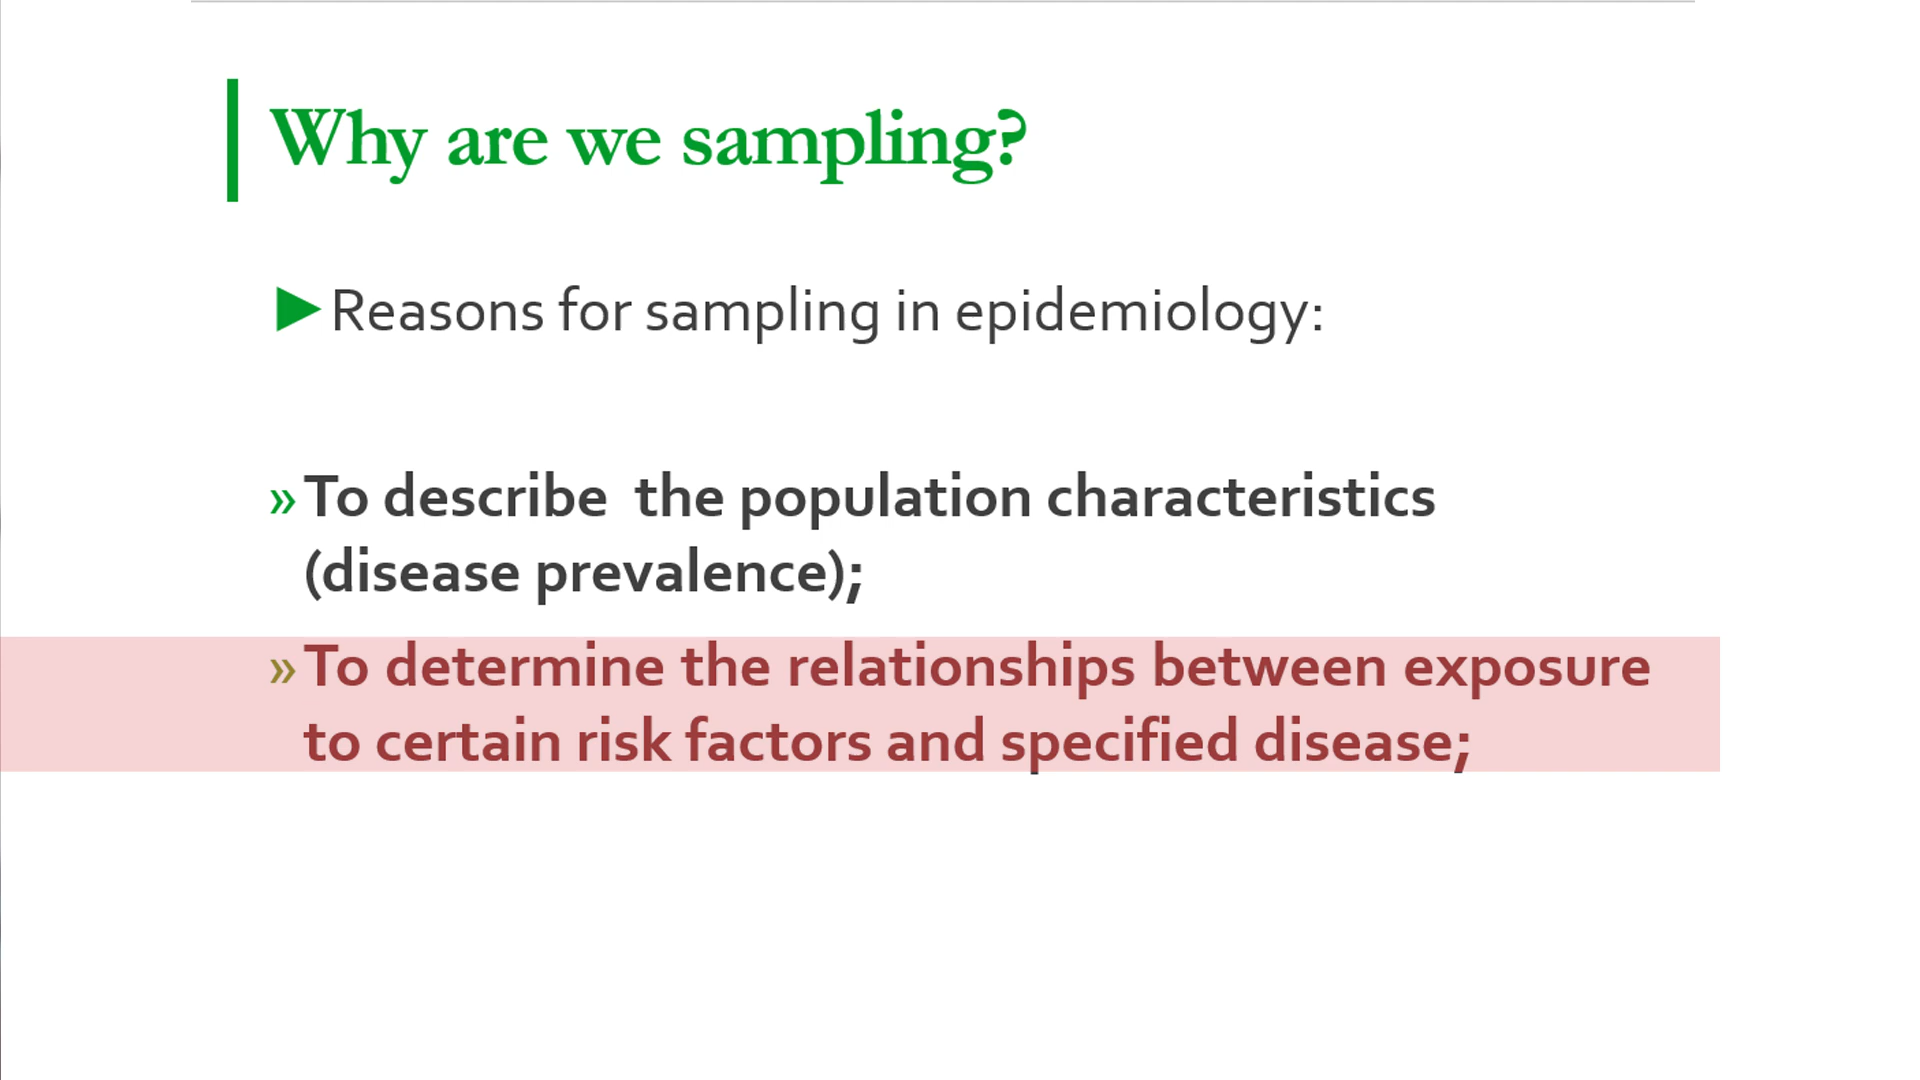 Why are we sampling?
►Reasons for sampling in epidemiology:
» To describe  the population characteristics
(disease prevalence);
» To determine the relationships between exposure
to certain risk factors and specified disease;